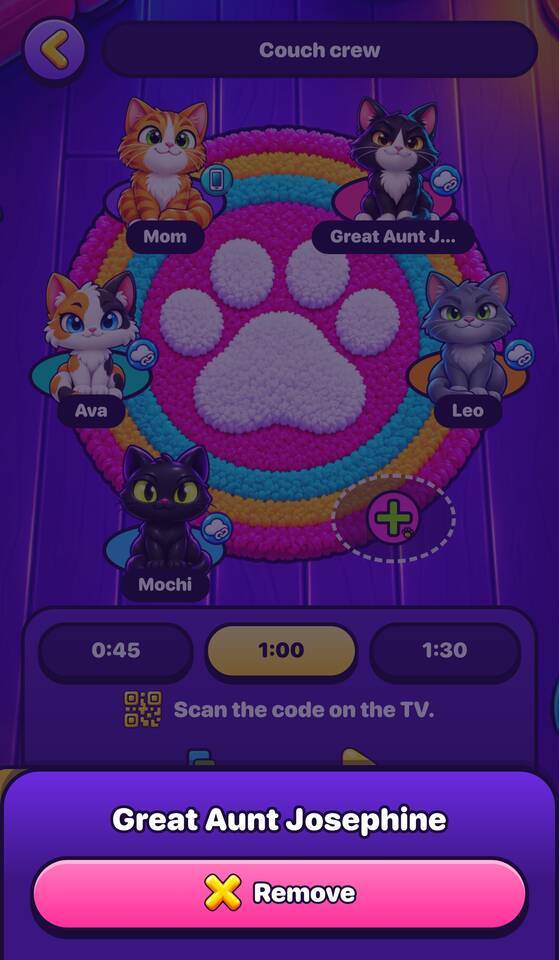 Couch crew
Mom
Great Aunt J...
Ava
Leo
Mochi
0:45
1:00
1:30
Scan the code on the TV.
Great Aunt Josephine
Remove